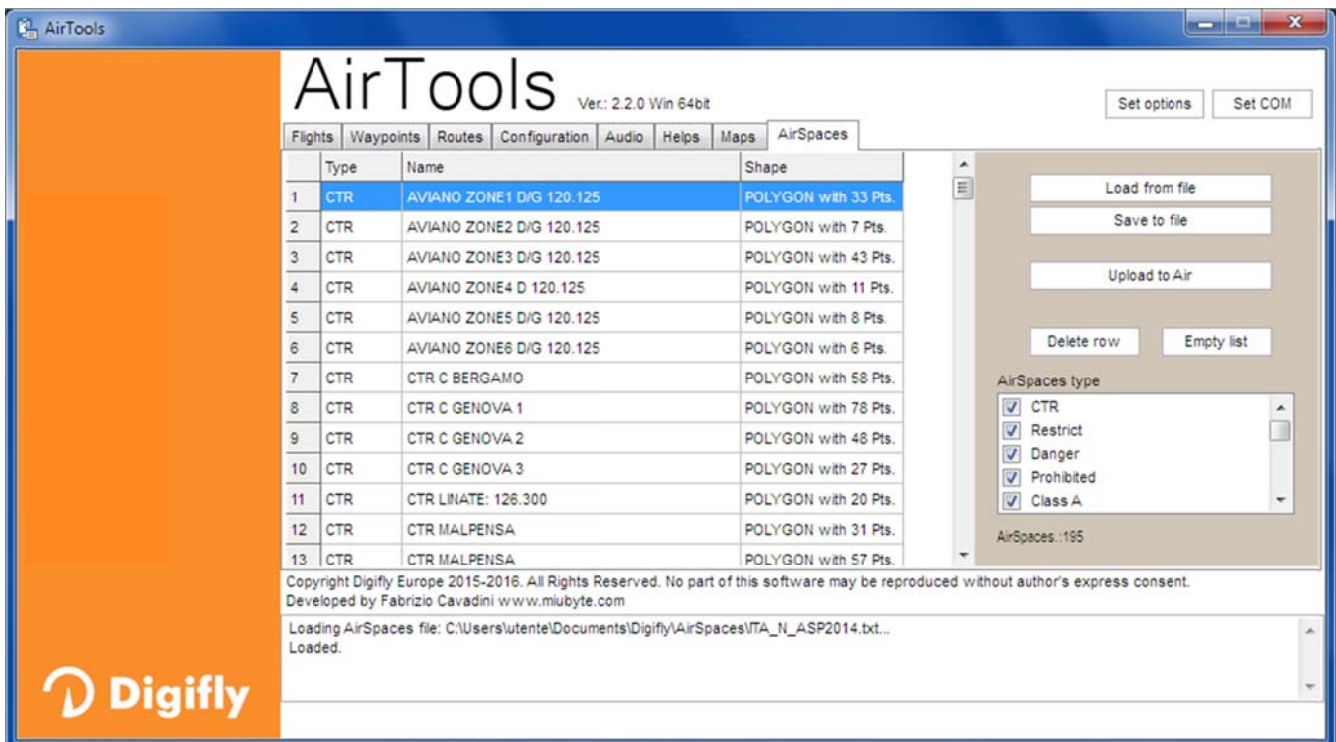 AirTools
AirTools Ver.: 2.2.0 Win 64bit
Set options Set COM
Flights Waypoints Routes Configuration Audio Helps Maps AirSpaces
Type Name Shape
1 CTR AVIANO ZONE1 D/G 120.125 POLYGON with 33 Pts.
2 CTR AVIANO ZONE2 D/G 120.125 POLYGON with 7 Pts.
3 CTR AVIANO ZONE3 D/G 120.125 POLYGON with 43 Pts.
4 CTR AVIANO ZONE4 D 120.125 POLYGON with 11 Pts.
5 CTR AVIANO ZONE5 D/G 120.125 POLYGON with 8 Pts.
6 CTR AVIANO ZONE6 D/G 120.125 POLYGON with 6 Pts.
7 CTR CTR C BERGAMO POLYGON with 58 Pts.
8 CTR CTR C GENOVA 1 POLYGON with 78 Pts.
9 CTR CTR C GENOVA 2 POLYGON with 48 Pts.
10 CTR CTR C GENOVA 3 POLYGON with 27 Pts.
11 CTR CTR LINATE: 126.300 POLYGON with 20 Pts.
12 CTR CTR MALPENSA POLYGON with 31 Pts.
13 CTR CTR MALPENSA POLYGON with 57 Pts.
Load from file
Save to file
Upload to Air
Delete row Empty list
AirSpaces type
CTR
Restrict
Danger
Prohibited
Class A
AirSpaces.:195
Copyright Digifly Europe 2015-2016. All Rights Reserved. No part of this software may be reproduced without author's express consent.
Developed by Fabrizio Cavadini www.miubyte.com
Loading AirSpaces file: C:\Users\utente\Documents\Digifly\AirSpaces\ITA_N_ASP2014.txt...
Loaded.
Digifly